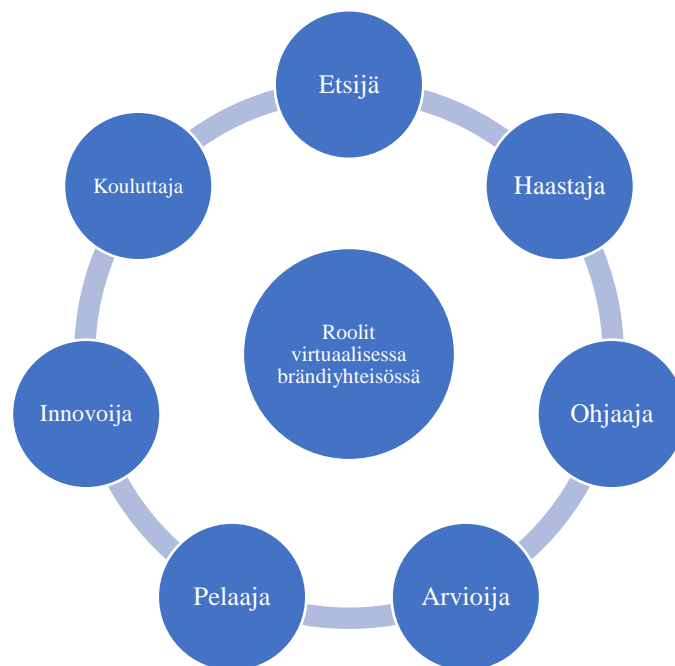 Etsijä
Haastaja
Ohjaaja
Arvioija
Pelaaja
Innovoija
Kouluttaja
Roolit
virtuaalisessa
brändiyhteisössä